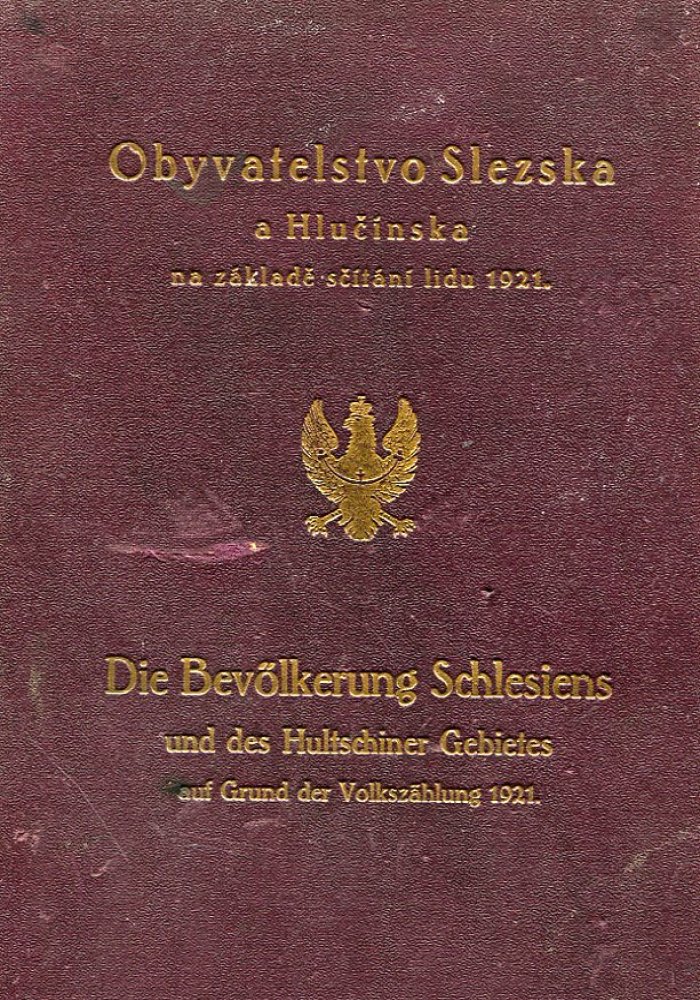 Obyvatelstvo Slezska
a Hlučínska
na základě sčítání lidu 1921.
Die Bevölkerung Schlesiens
und des Hultschiner Gebietes
auf Grund der Volkszählung 1921.